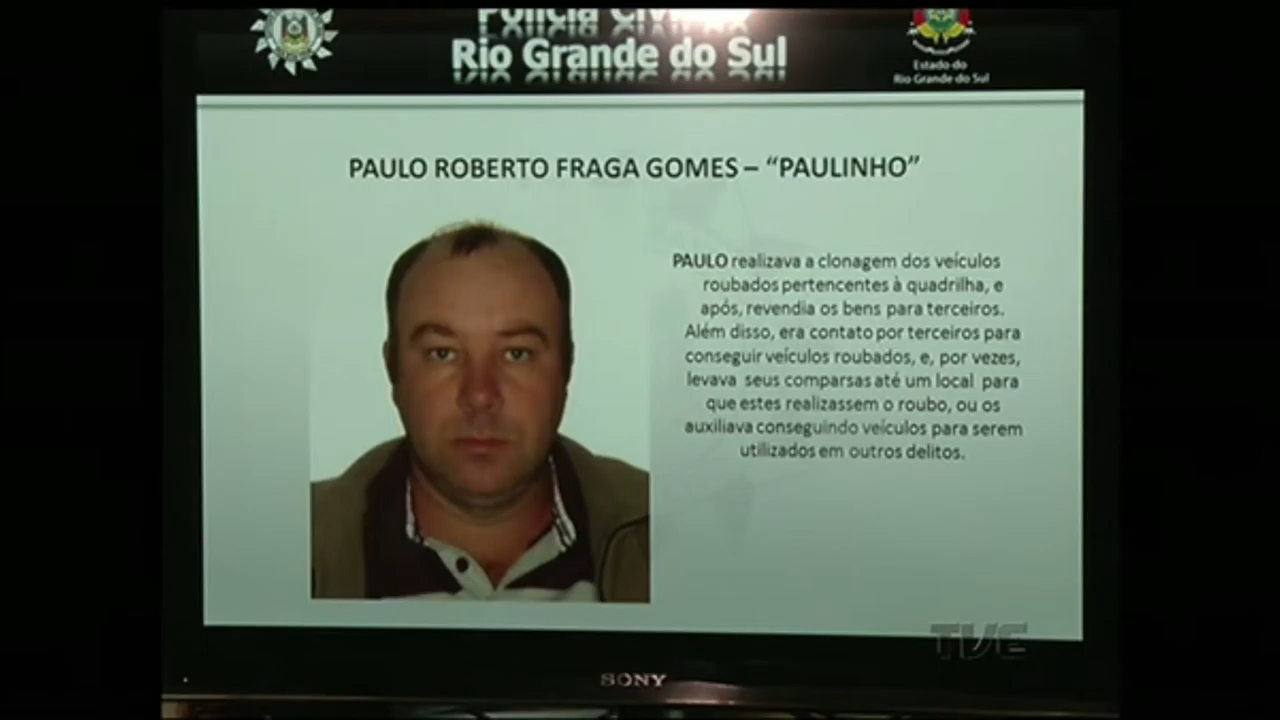 Polícia Civil
Rio Grande do Sul
Estado do
Rio Grande do Sul
PAULO ROBERTO FRAGA GOMES – “PAULINHO”
PAULO realizava a clonagem dos veículos
roubados pertencentes à quadrilha, e
após, revendia os bens para terceiros.
Além disso, era contato por terceiros para
conseguir veículos roubados, e, por vezes,
levava seus comparsas até um local para
que estes realizassem o roubo, ou os
auxiliava conseguindo veículos para serem
utilizados em outros delitos.
TVE
SONY